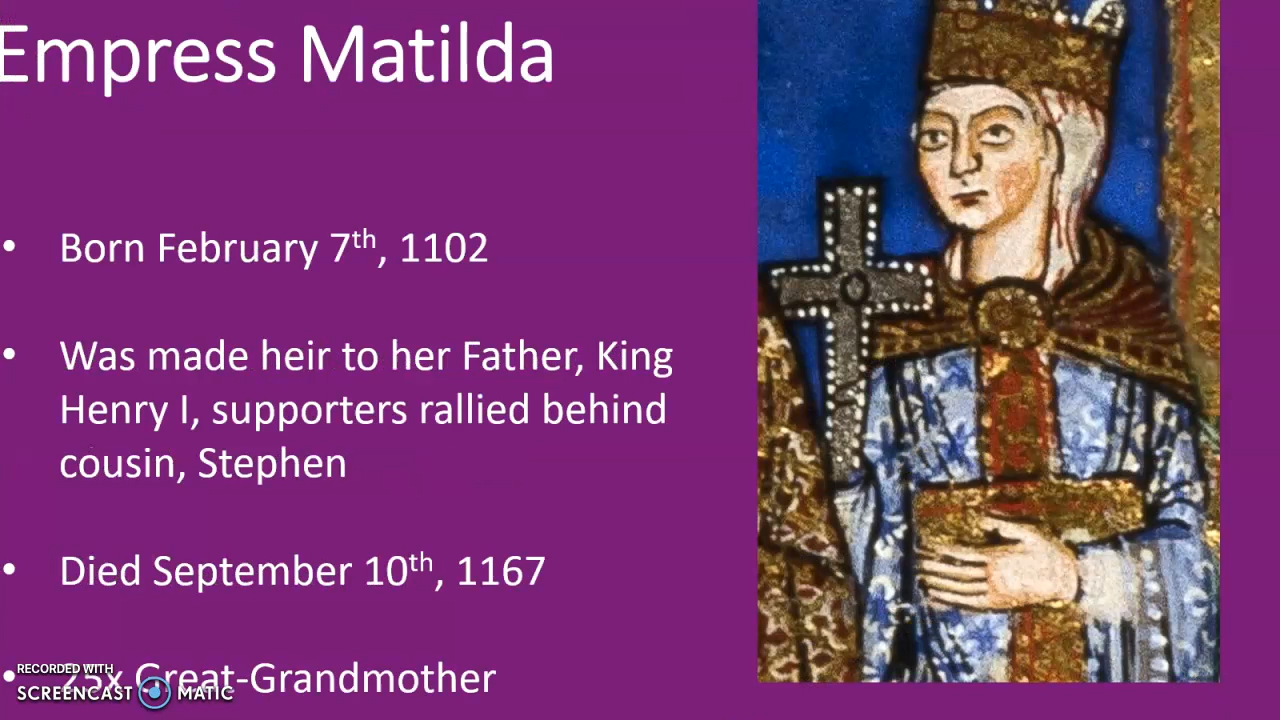 Empress Matilda
• Born February 7th, 1102
• Was made heir to her Father, King
Henry I, supporters rallied behind
cousin, Stephen
• Died September 10th, 1167
• 25x Great-Grandmother
RECORDED WITH
SCREENCAST MATIC